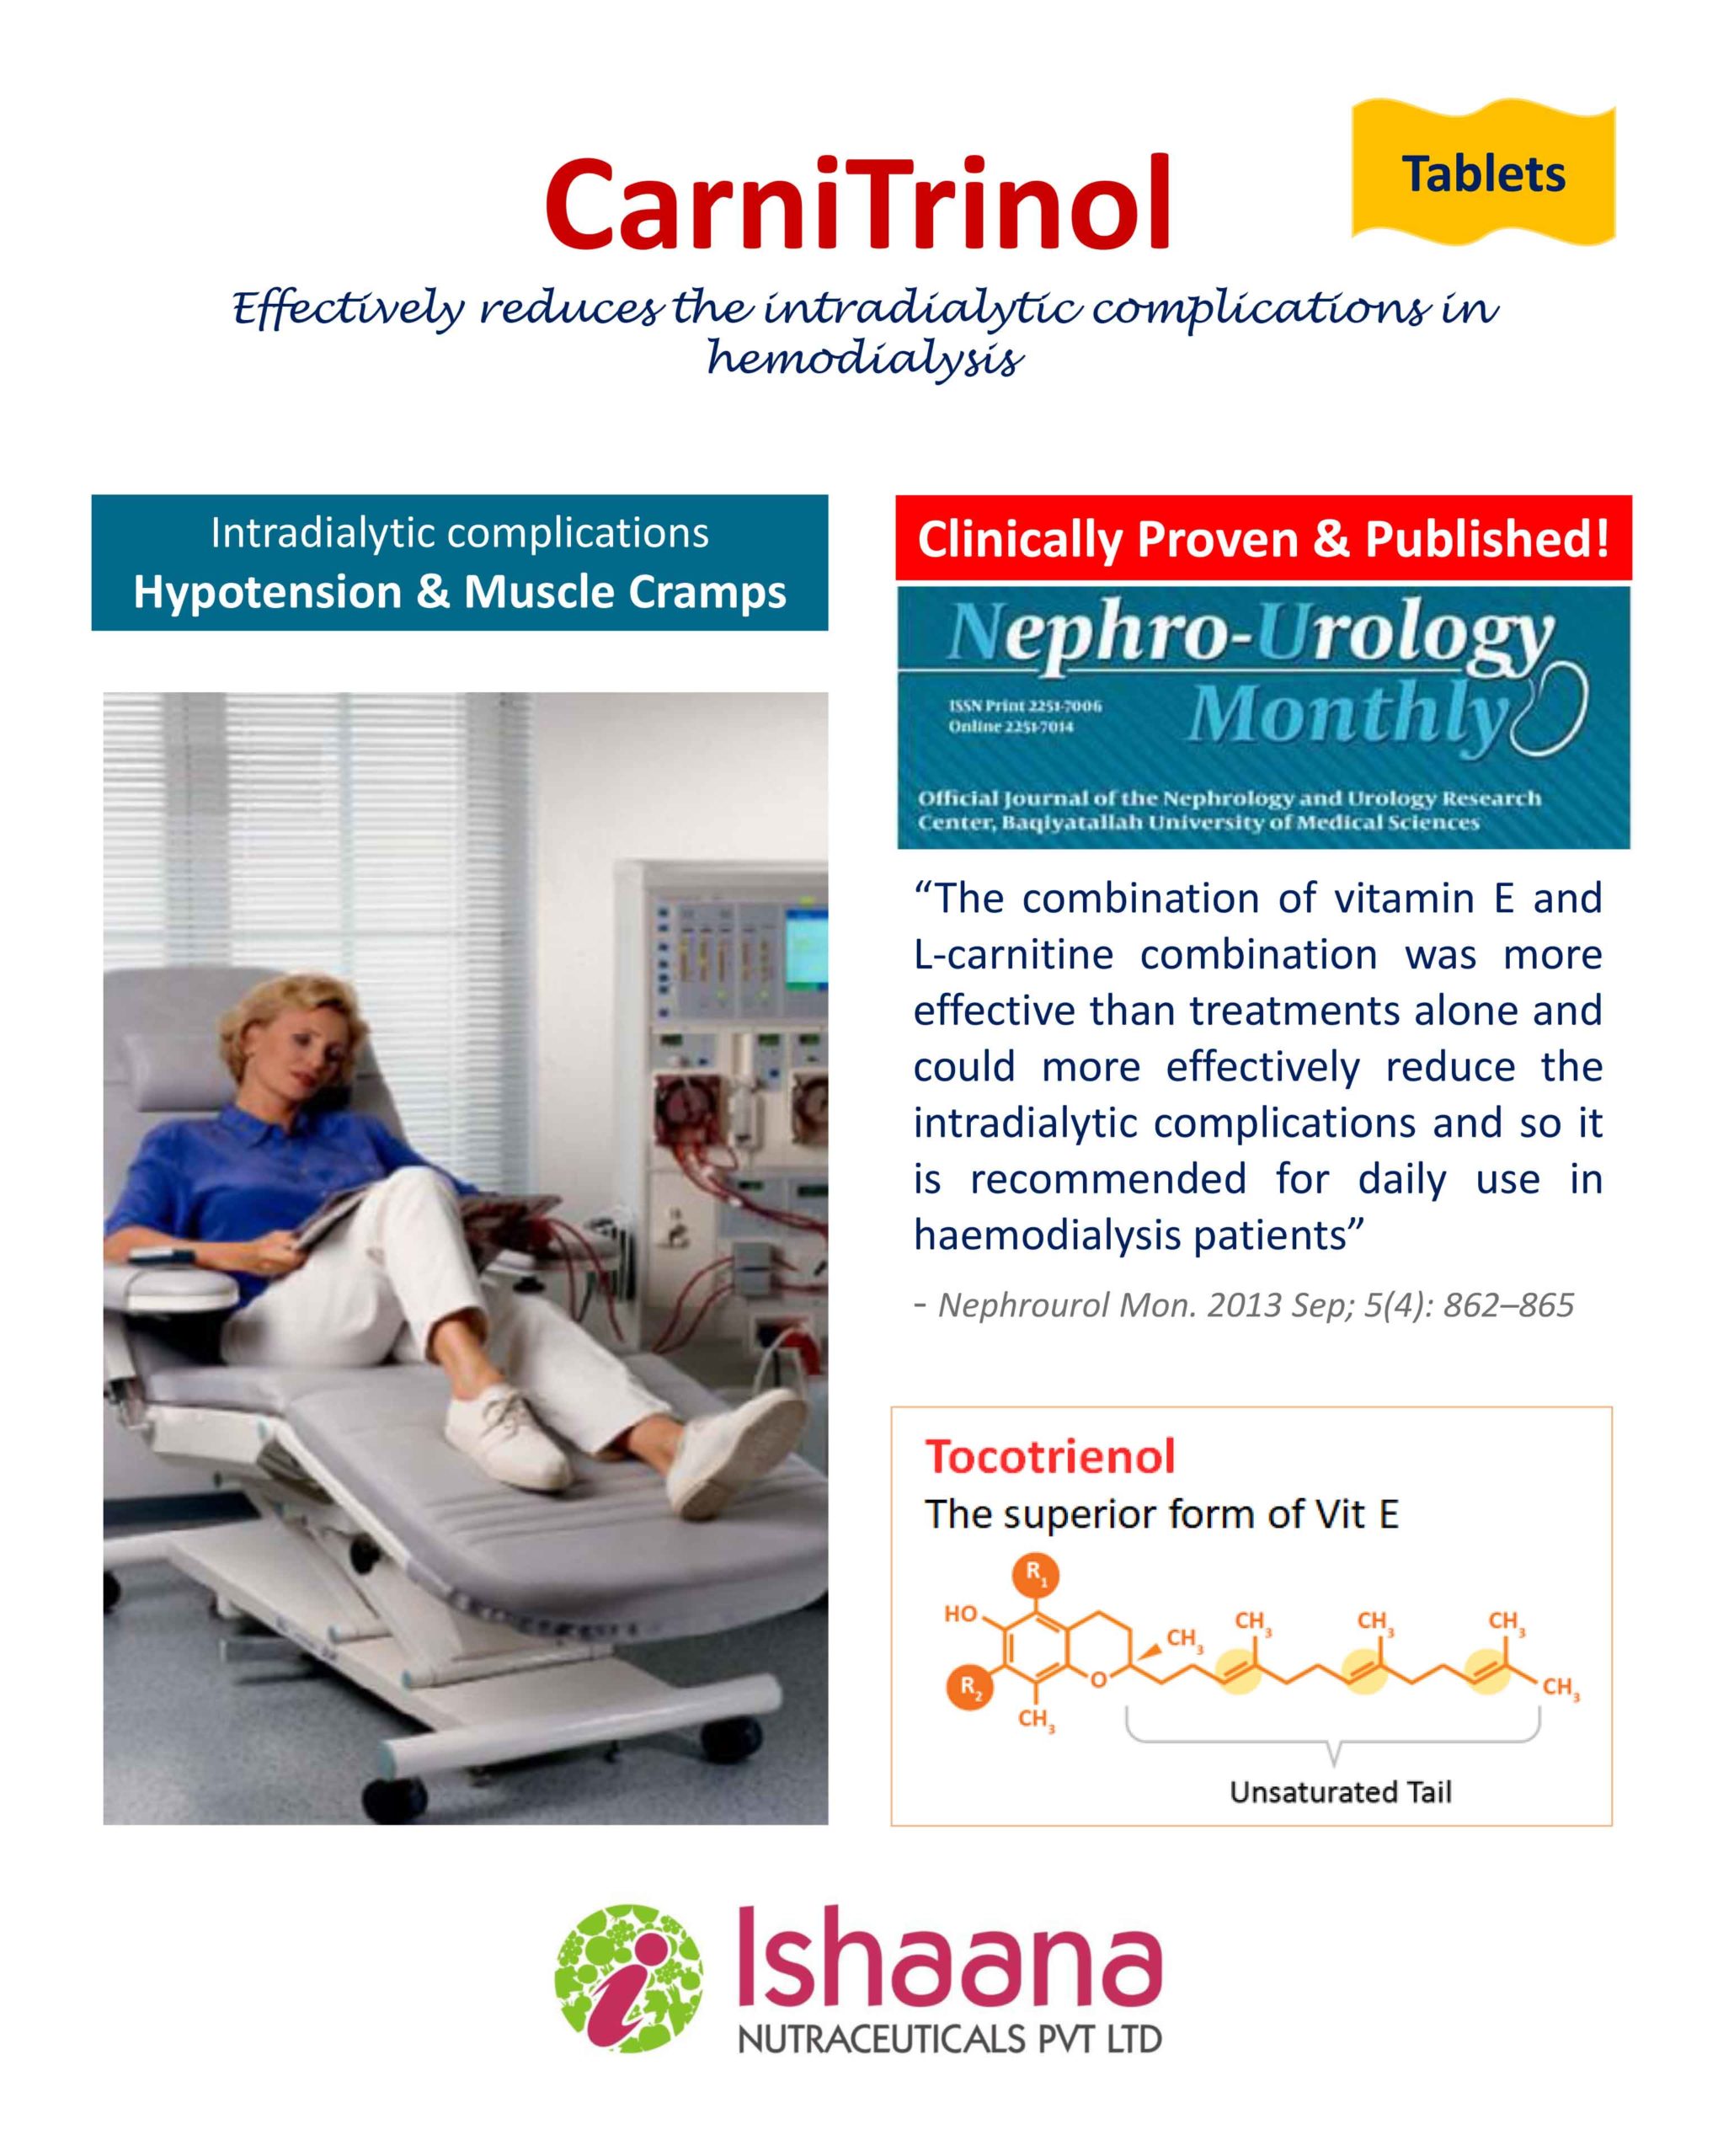 Tablets
CarniTrinol
Effectively reduces the intradialytic complications in
hemodialysis
Intradialytic complications
Hypotension & Muscle Cramps
Clinically Proven & Published!
Nephro-Urology
Monthly
ISSN Print 2251-7006
Online 2251-7014
Official Journal of the Nephrology and Urology Research
Center, Baqiyatallah University of Medical Sciences
“The combination of vitamin E and
L-carnitine combination was more
effective than treatments alone and
could more effectively reduce the
intradialytic complications and so it
is recommended for daily use in
haemodialysis patients”
- Nephrourol Mon. 2013 Sep; 5(4): 862–865
Tocotrienol
The superior form of Vit E
R1
HO
CH3
CH3
CH3
CH3
R2
O
CH3
CH3
Unsaturated Tail
i
Ishaana
NUTRACEUTICALS PVT LTD